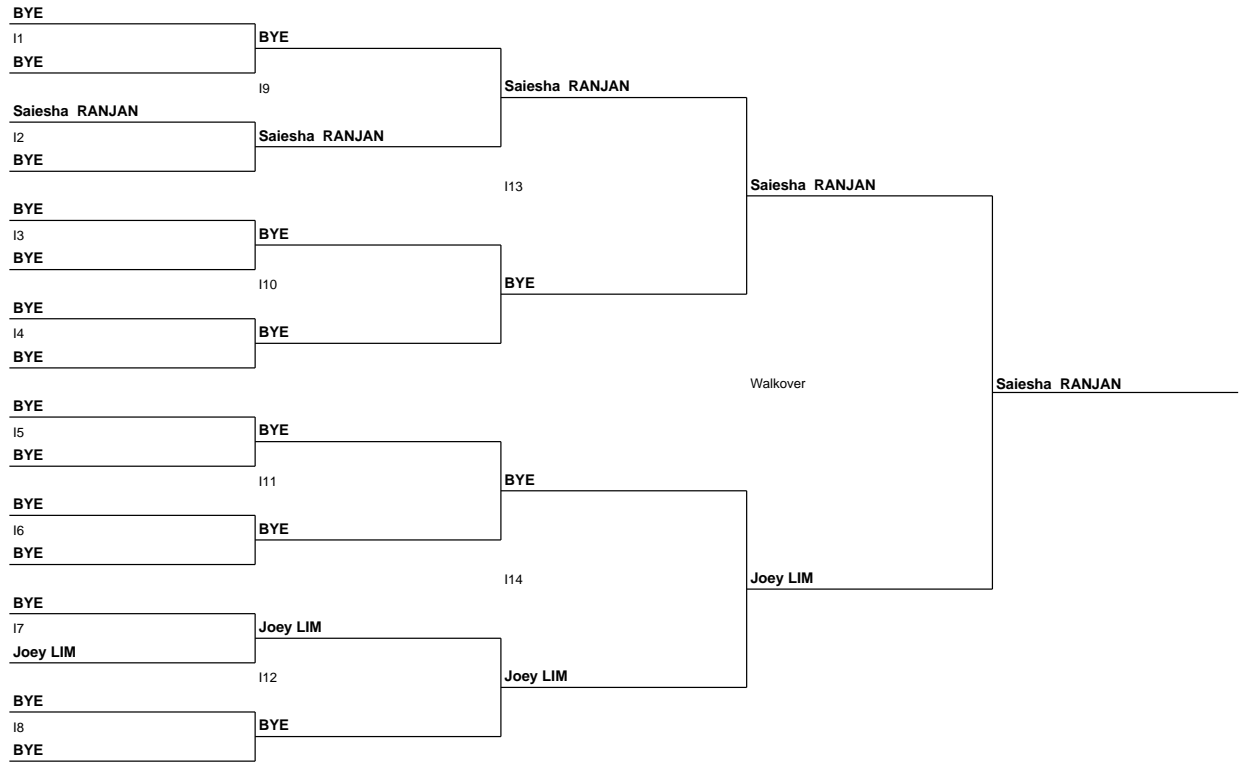 BYE
I1
BYE
BYE
I9
Saiesha RANJAN
Saiesha RANJAN
I2
Saiesha RANJAN
BYE
I13
Saiesha RANJAN
BYE
I3
BYE
BYE
I10
BYE
BYE
I4
BYE
BYE
Walkover
Saiesha RANJAN
BYE
I5
BYE
BYE
I11
BYE
BYE
I6
BYE
BYE
I14
Joey LIM
BYE
I7
Joey LIM
Joey LIM
I12
Joey LIM
BYE
I8
BYE
BYE